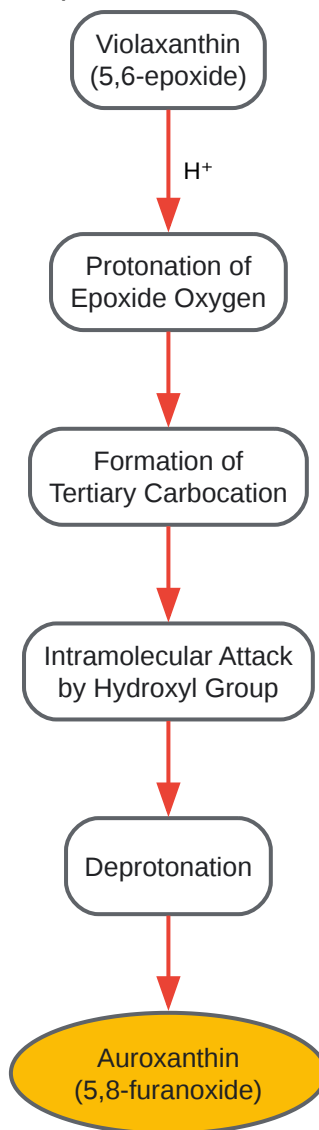 Violaxanthin
(5,6-epoxide)
H⁺
Protonation of
Epoxide Oxygen
Formation of
Tertiary Carbocation
Intramolecular Attack
by Hydroxyl Group
Deprotonation
Auroxanthin
(5,8-furanoxide)